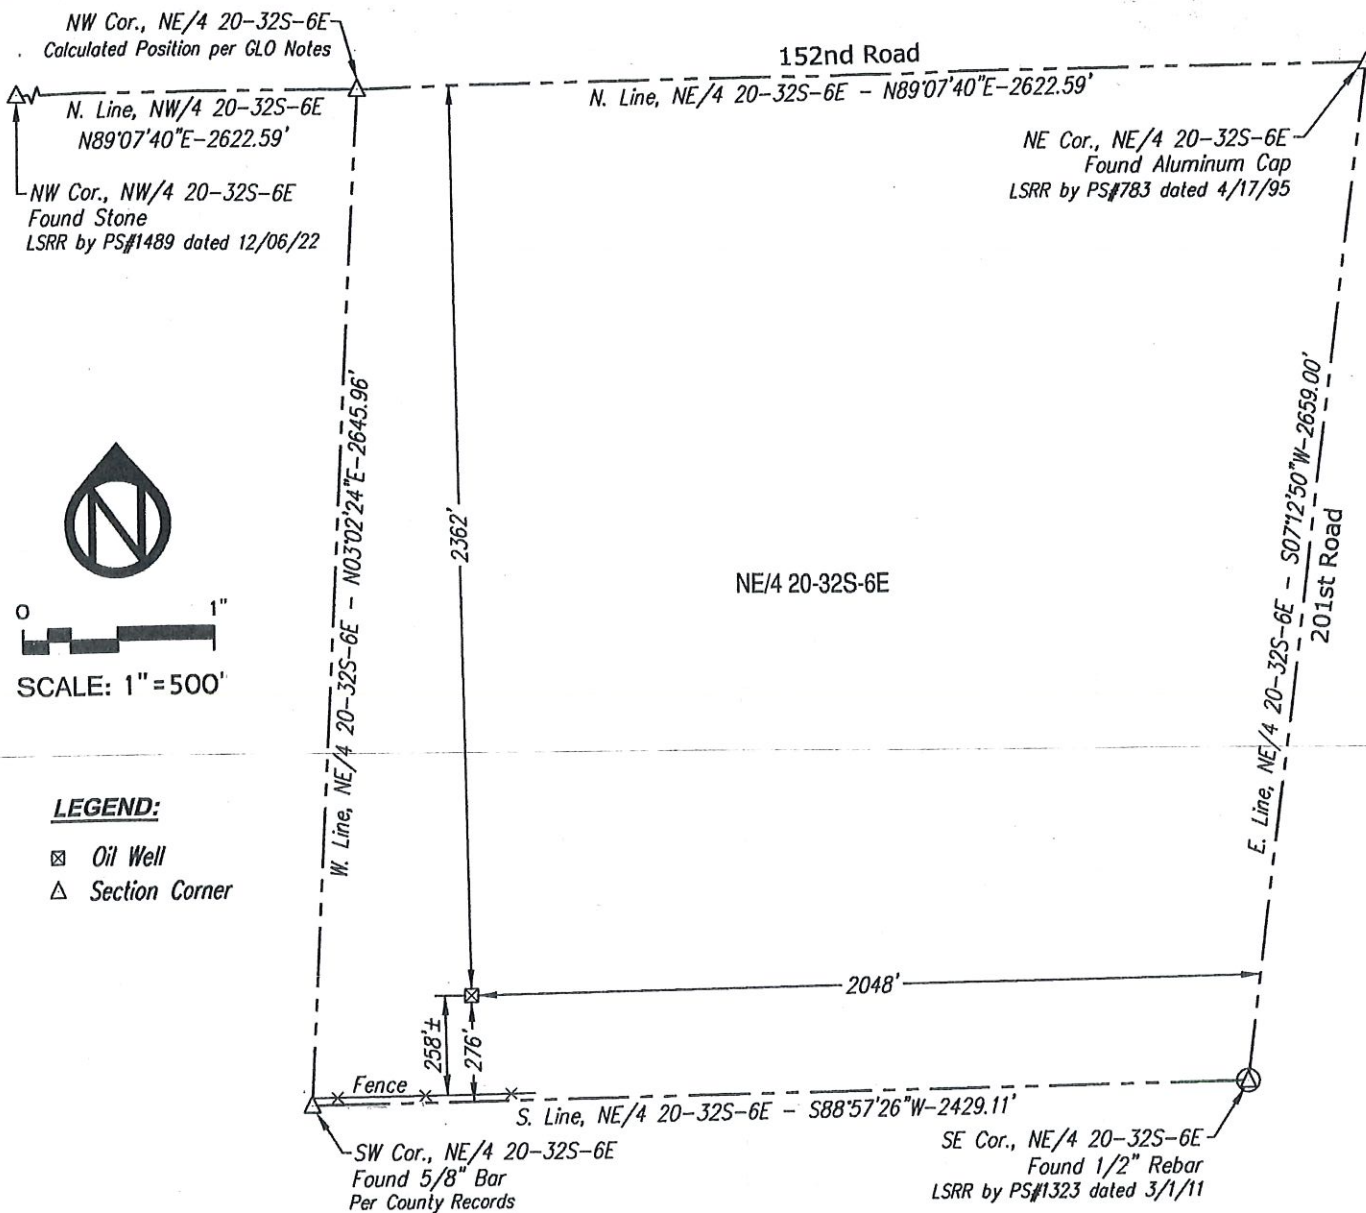 NW Cor., NE/4 20-32S-6E
Calculated Position per GLO Notes
152nd Road
N. Line, NW/4 20-32S-6E
N89°07'40"E-2622.59'
N. Line, NE/4 20-32S-6E - N89°07'40"E-2622.59'
NE Cor., NE/4 20-32S-6E
Found Aluminum Cap
LSRR by PS#783 dated 4/17/95
NW Cor., NW/4 20-32S-6E
Found Stone
LSRR by PS#1489 dated 12/06/22
W. Line, NE/4 20-32S-6E - N03°02'24"E-2645.96'
2362'
NE/4 20-32S-6E
E. Line, NE/4 20-32S-6E - S07°12'50"W-2659.00'
201st Road
N
0 1"
SCALE: 1"=500'
LEGEND:
Oil Well
Section Corner
2048'
258'±
276'
Fence
S. Line, NE/4 20-32S-6E - S88°57'26"W-2429.11'
SW Cor., NE/4 20-32S-6E
Found 5/8" Bar
Per County Records
SE Cor., NE/4 20-32S-6E
Found 1/2" Rebar
LSRR by PS#1323 dated 3/1/11